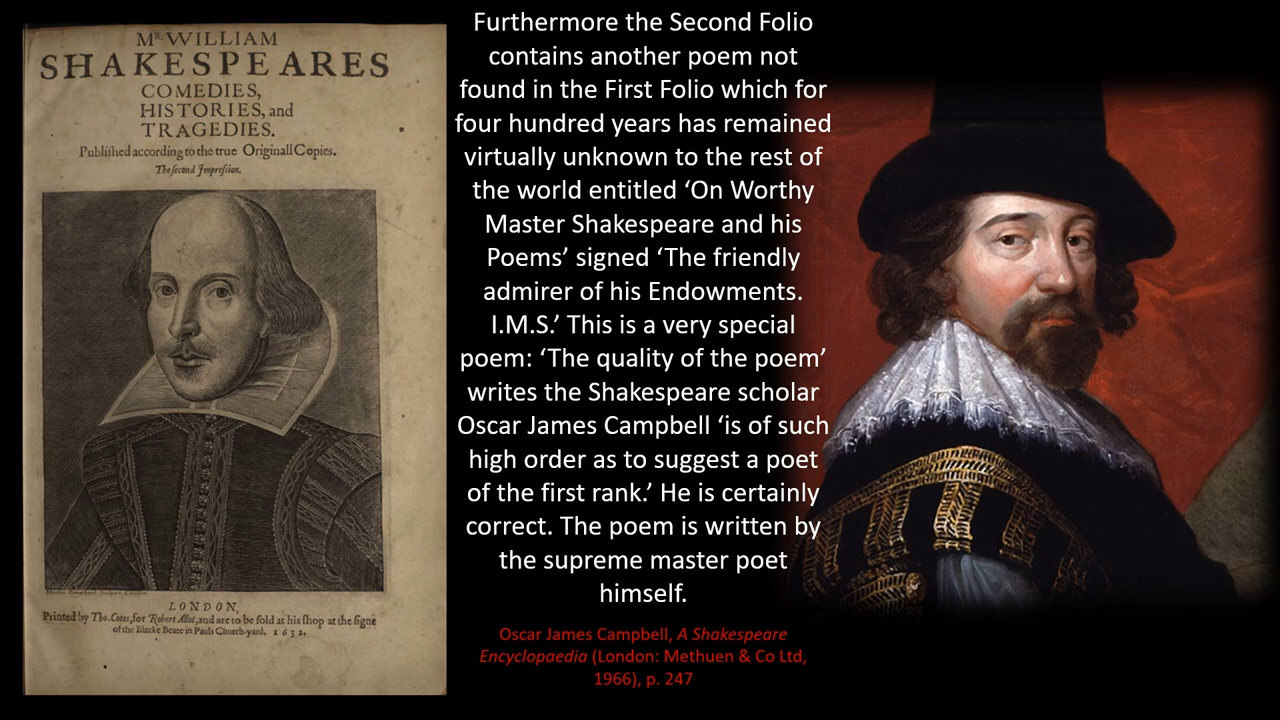 Mr. WILLIAM
SHAKESPEARES
COMEDIES,
HISTORIES, and
TRAGEDIES.
Publiſhed according to the true Originall Copies.
The ſecond Impreſſion.
LONDON,
Printed by Tho. Cotes, for Robert Allot, and are to be ſold at his ſhop at the ſigne
of the Blacke Beare in Pauls Church-yard. 1632.
Furthermore the Second Folio
contains another poem not
found in the First Folio which for
four hundred years has remained
virtually unknown to the rest of
the world entitled ‘On Worthy
Master Shakespeare and his
Poems’ signed ‘The friendly
admirer of his Endowments.
I.M.S.’ This is a very special
poem: ‘The quality of the poem’
writes the Shakespeare scholar
Oscar James Campbell ‘is of such
high order as to suggest a poet
of the first rank.’ He is certainly
correct. The poem is written by
the supreme master poet
himself.
Oscar James Campbell, A Shakespeare
Encyclopaedia (London: Methuen & Co Ltd,
1966), p. 247